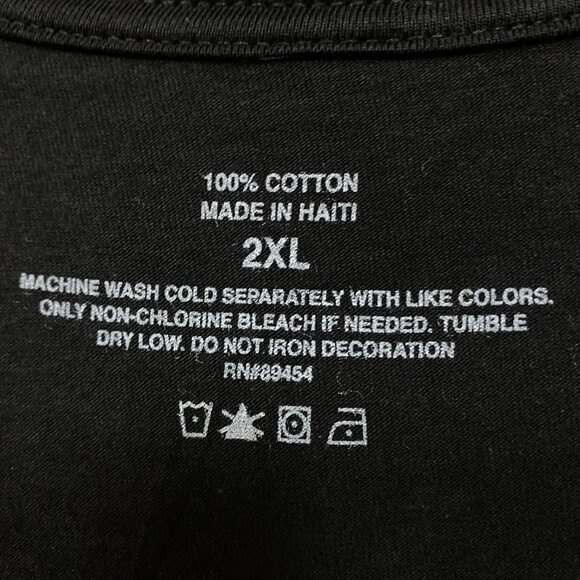 100% COTTON
MADE IN HAITI
2XL
MACHINE WASH COLD SEPARATELY WITH LIKE COLORS.
ONLY NON-CHLORINE BLEACH IF NEEDED. TUMBLE
DRY LOW. DO NOT IRON DECORATION
RN#89454